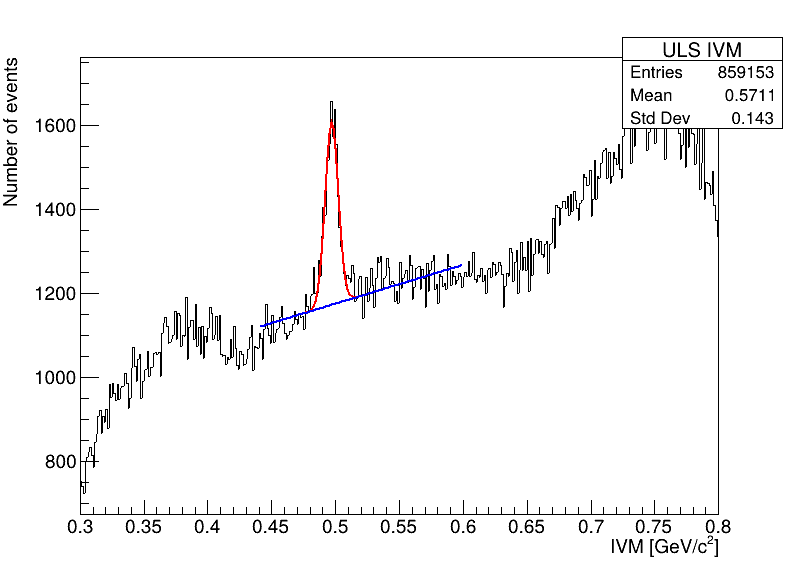 ULS IVM
Entries 859153
Mean 0.5711
Std Dev 0.143
Number of events
1600
1400
1200
1000
800
0.3 0.35 0.4 0.45 0.5 0.55 0.6 0.65 0.7 0.75 0.8
IVM [GeV/c²]